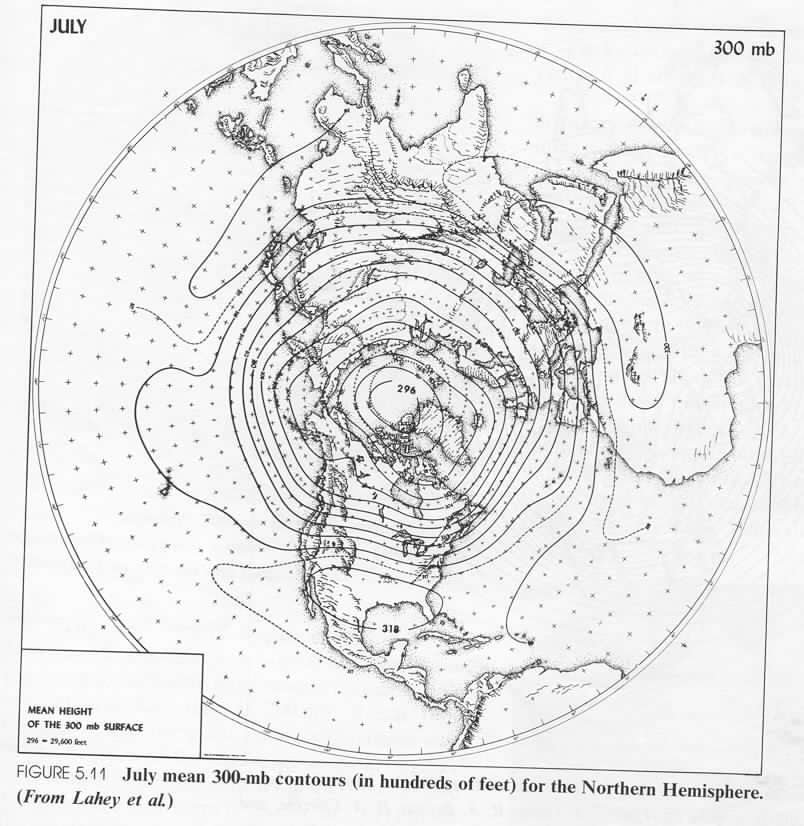 JULY
300 mb
296
318
MEAN HEIGHT
OF THE 300 mb SURFACE
296 = 29,600 feet
FIGURE 5.11 July mean 300-mb contours (in hundreds of feet) for the Northern Hemisphere.
(From Lahey et al.)